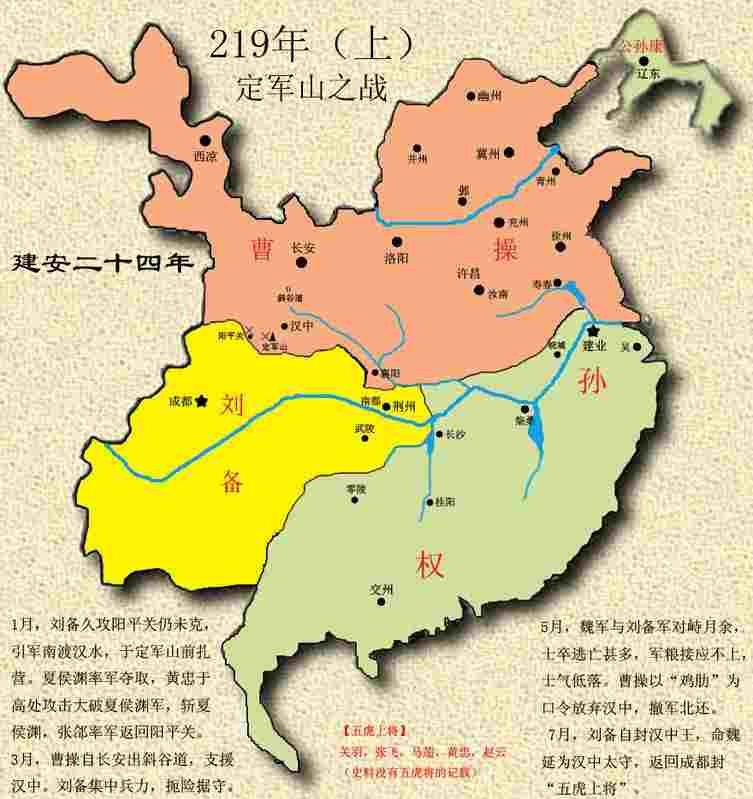 219年（上）
定军山之战
公孙康
辽东
幽州
西凉
并州
冀州
青州
邺
兖州
建安二十四年
曹
长安
洛阳
操
徐州
许昌
汝南
寿春
斜谷道
阳平关
汉中
定军山
皖城
建业
吴
襄阳
孙
成都
刘
南郡
荆州
柴桑
武陵
长沙
备
零陵
桂阳
权
交州
1月，刘备久攻阳平关仍未克，
引军南渡汉水，于定军山前扎
营。夏侯渊率军夺取，黄忠于
高处攻击大破夏侯渊军，斩夏
侯渊，张郃率军返回阳平关。
3月，曹操自长安出斜谷道，支援
汉中。刘备集中兵力，扼险据守。
【五虎上将】
关羽，张飞，马超，黄忠，赵云
（史料没有五虎将的记载）
5月，魏军与刘备军对峙月余，
士卒逃亡甚多，军粮接应不上，
士气低落。曹操以“鸡肋”为
口令放弃汉中，撤军北还。
7月，刘备自封汉中王，命魏
延为汉中太守，返回成都封
“五虎上将”、